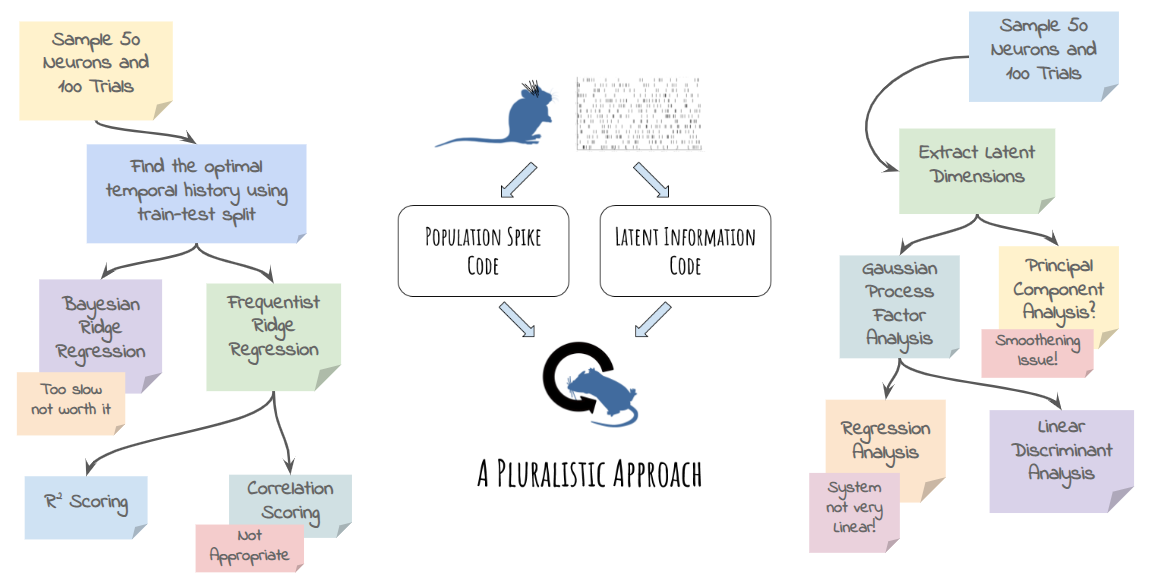 Sample 50
Neurons and
100 Trials
Find the optimal
temporal history using
train-test split
Bayesian
Ridge
Regression
Too slow
not worth it
Frequentist
Ridge
Regression
R² Scoring
Correlation
Scoring
Not
Appropriate
Population Spike
Code
Latent Information
Code
A Pluralistic Approach
Sample 50
Neurons and
100 Trials
Extract Latent
Dimensions
Gaussian
Process
Factor
Analysis
Principal
Component
Analysis?
Smoothening
Issue!
Regression
Analysis
System
not very
Linear!
Linear
Discriminant
Analysis